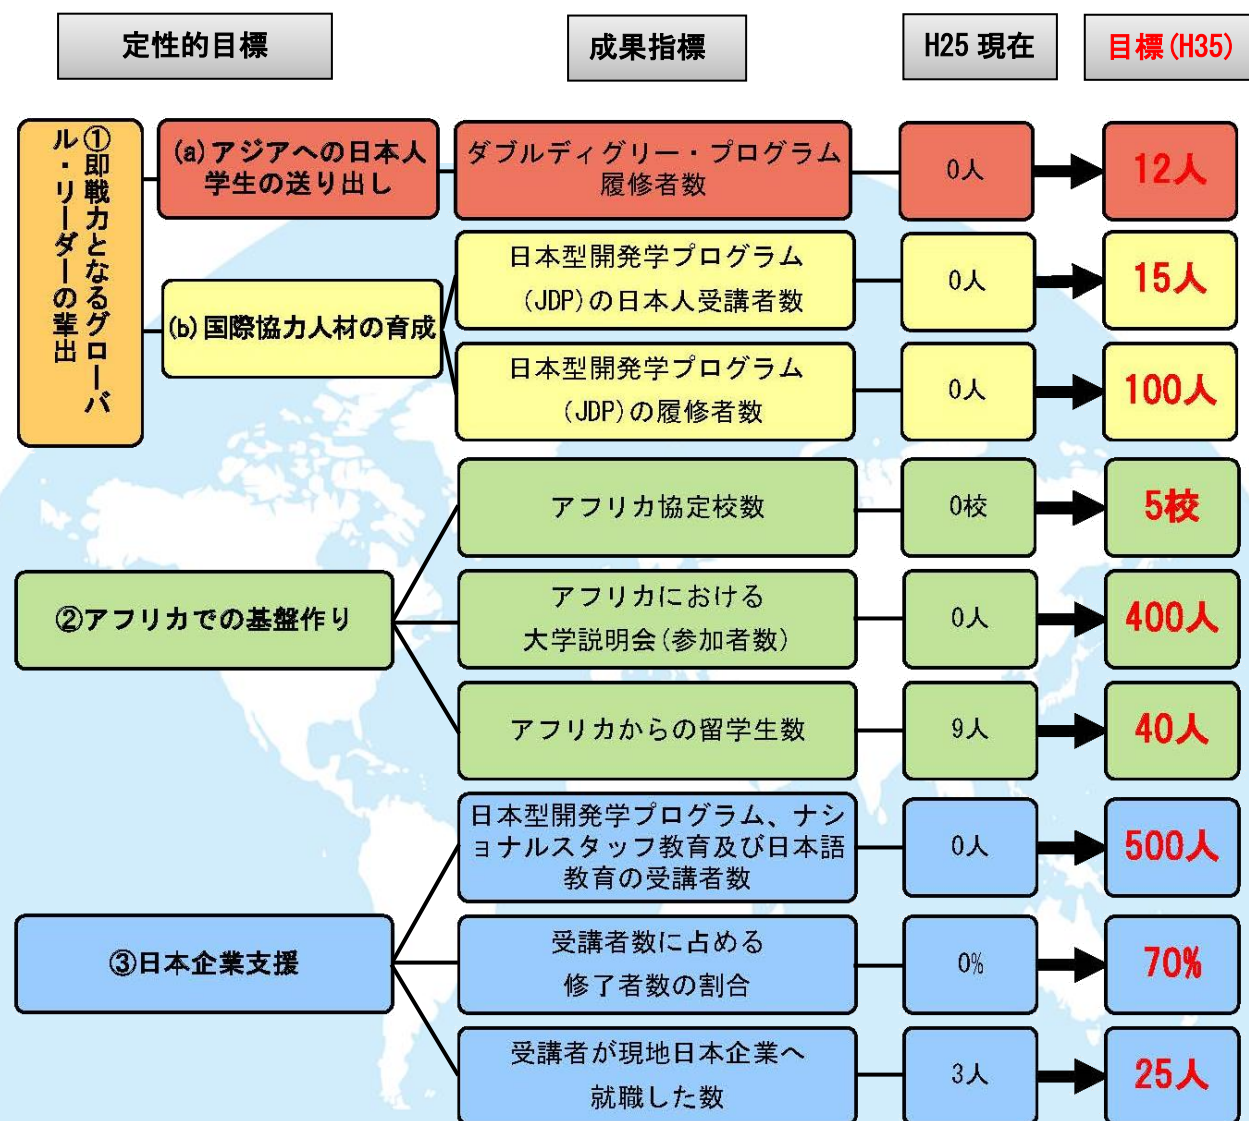 定性的目標
成果指標
H25 現在
目標(H35)
①即戦力となるグローバ
ル・リーダーの輩出
(a)アジアへの日本人
学生の送り出し
ダブルディグリー・プログラム
履修者数
0人
12人
(b)国際協力人材の育成
日本型開発学プログラム
(JDP)の日本人受講者数
0人
15人
日本型開発学プログラム
(JDP)の履修者数
0人
100人
②アフリカでの基盤作り
アフリカ協定校数
0校
5校
アフリカにおける
大学説明会(参加者数)
0人
400人
アフリカからの留学生数
9人
40人
③日本企業支援
日本型開発学プログラム、ナシ
ョナルスタッフ教育及び日本語
教育の受講者数
0人
500人
受講者数に占める
修了者数の割合
0%
70%
受講者が現地日本企業へ
就職した数
3人
25人